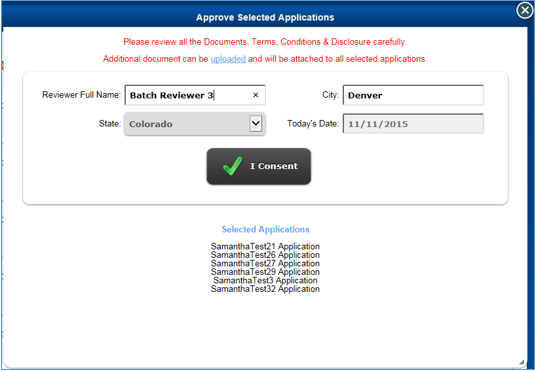 Approve Selected Applications
Please review all the Documents, Terms, Conditions & Disclosure carefully.
Additional document can be uploaded and will be attached to all selected applications.
Reviewer Full Name: Batch Reviewer 3 × City: Denver
State: Colorado Today's Date: 11/11/2015
I Consent
Selected Applications
SamanthaTest21 Application
SamanthaTest26 Application
SamanthaTest27 Application
SamanthaTest29 Application
SamanthaTest3 Application
SamanthaTest32 Application